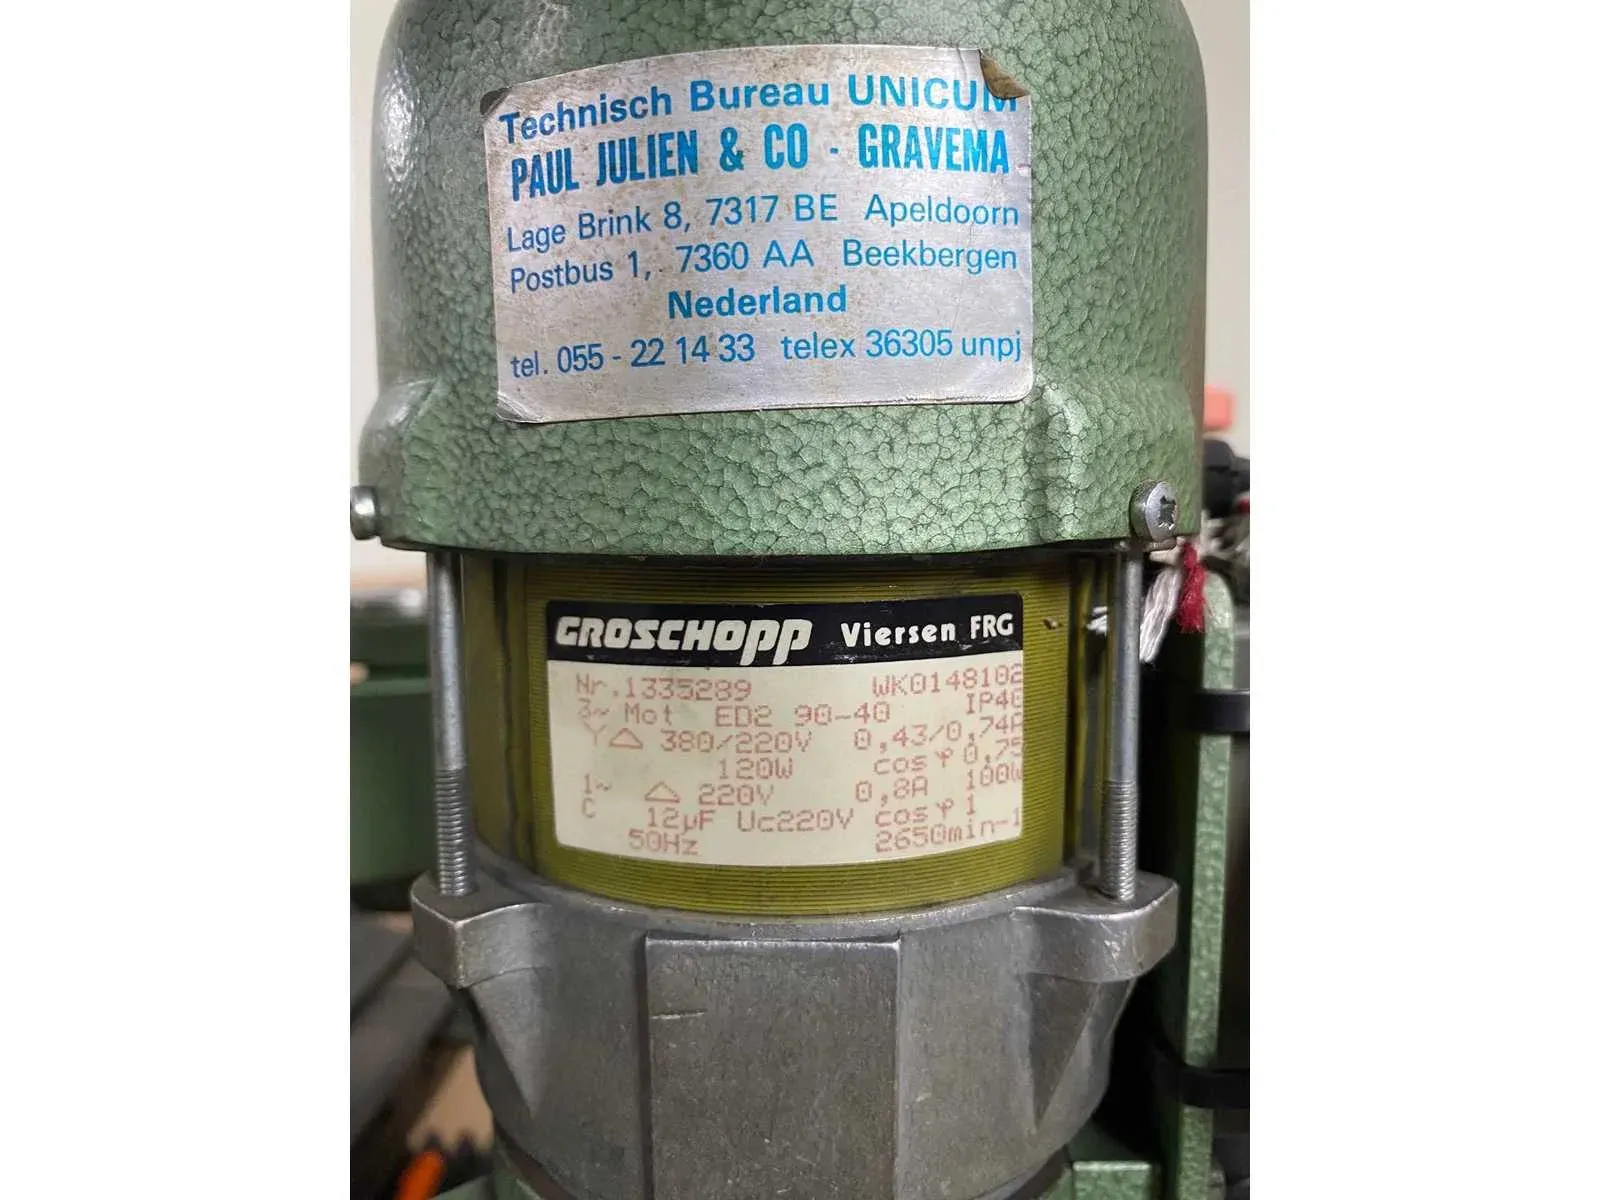 Technisch Bureau UNICUM
PAUL JULIEN & CO - GRAVEMA
Lage Brink 8, 7317 BE Apeldoorn
Postbus 1, 7360 AA Beekbergen
Nederland
tel. 055 - 22 14 33 telex 36305 unpj
GROSCHOPP Viersen FRG
Nr.1335289 WK0148102
3~ Mot ED2 90-40 IP40
Y△ 380/220V 0,43/0,74A
120W cos φ 0,75
1~ △ 220V 0,8A 100W
C 12µF Uc220V cos φ 1
50Hz 2650min-1